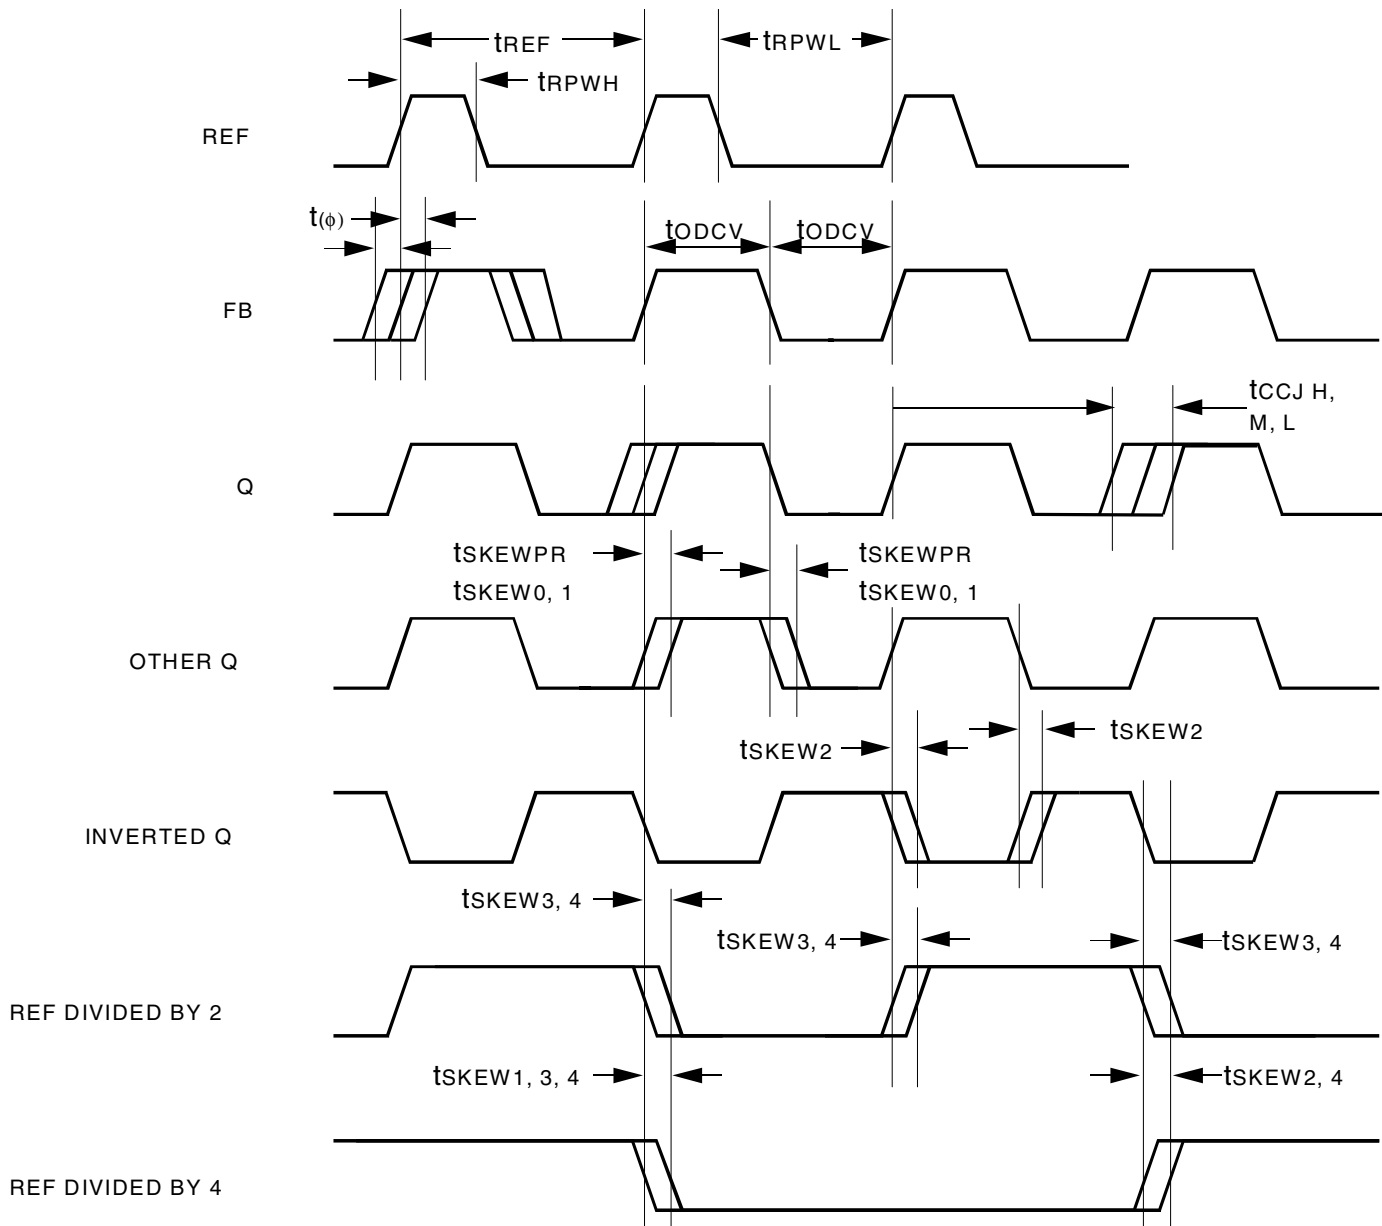 tREF
tRPWL
tRPWH
REF
t(ϕ)
tODCV
tODCV
FB
tCCJ H,
M, L
Q
tSKEWPR
tSKEW0, 1
tSKEWPR
tSKEW0, 1
OTHER Q
tSKEW2
tSKEW2
INVERTED Q
tSKEW3, 4
tSKEW3, 4
tSKEW3, 4
REF DIVIDED BY 2
tSKEW1, 3, 4
tSKEW2, 4
REF DIVIDED BY 4